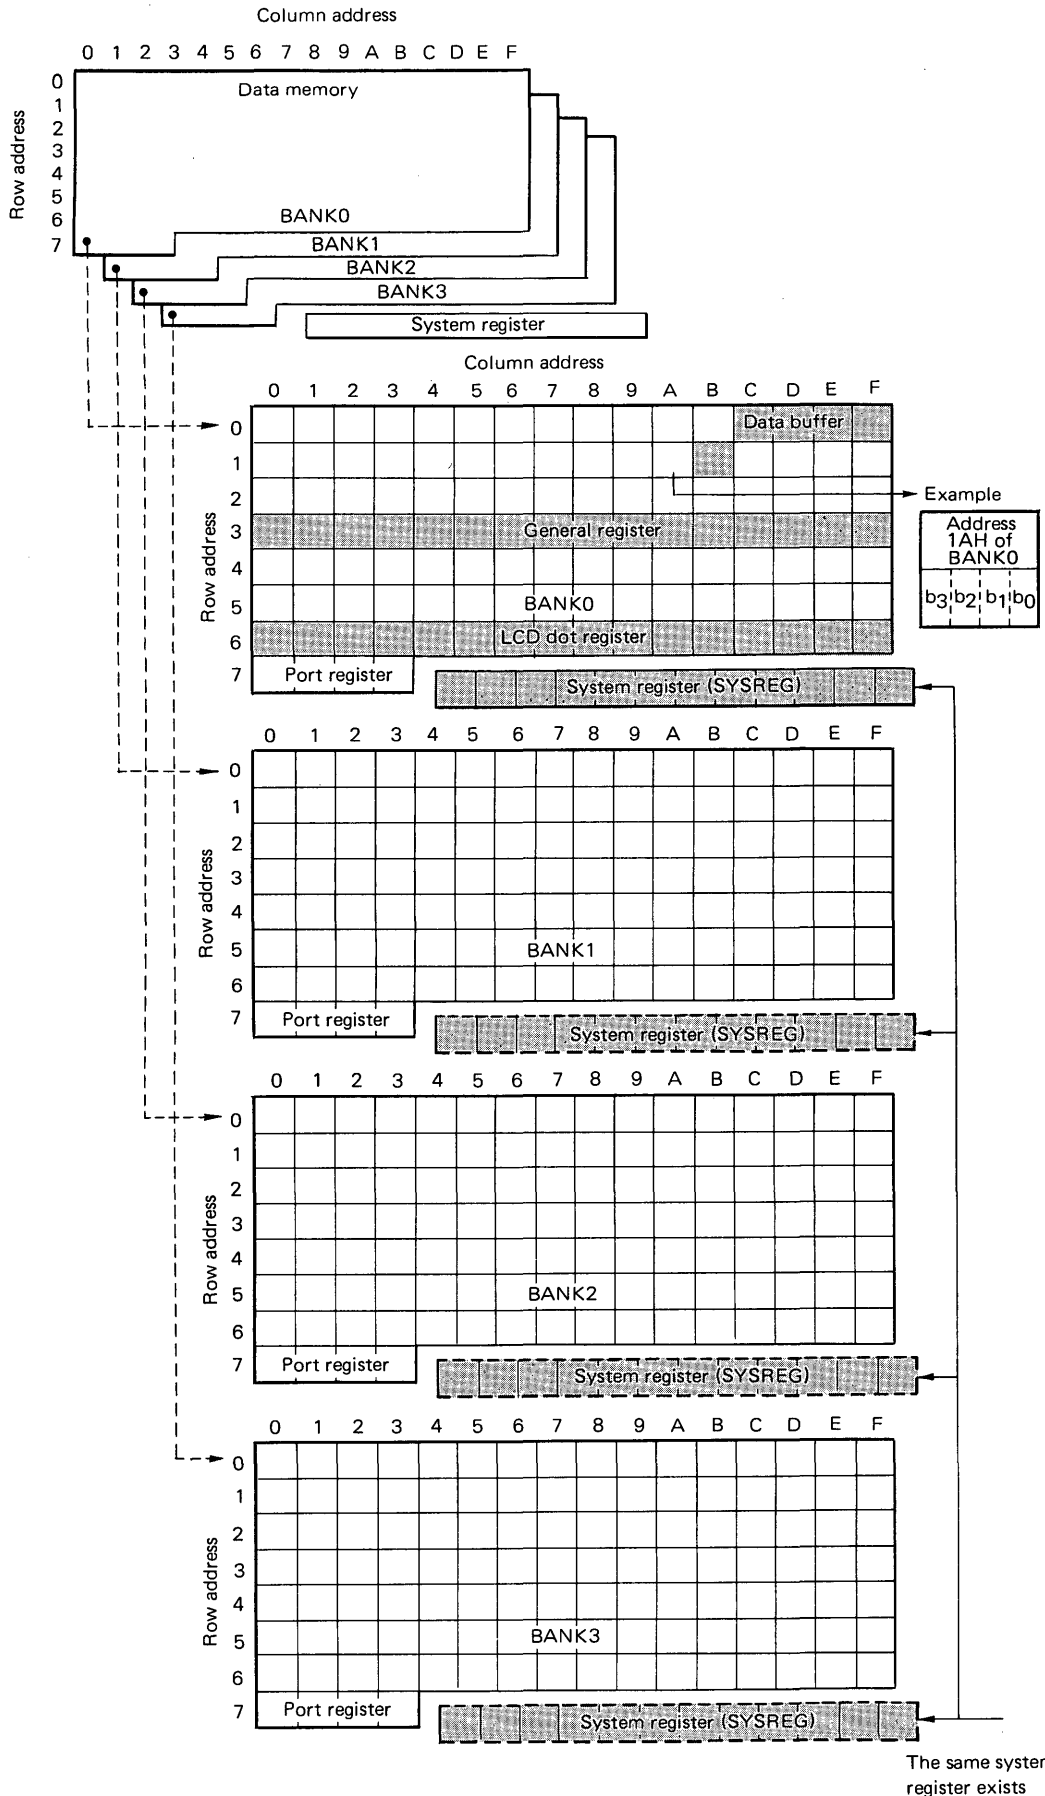 Column address
0 1 2 3 4 5 6 7 8 9 A B C D E F
Row address
0
1
2
3
4
5
6
7
Data memory
BANK0
BANK1
BANK2
BANK3
System register
Column address
0 1 2 3 4 5 6 7 8 9 A B C D E F
Row address
0
1
2
3
4
5
6
7
Data buffer
General register
BANK0
LCD dot register
Port register
System register (SYSREG)
Example
Address
1AH of
BANK0
b3 b2 b1 b0
0 1 2 3 4 5 6 7 8 9 A B C D E F
Row address
0
1
2
3
4
5
6
7
BANK1
Port register
System register (SYSREG)
0 1 2 3 4 5 6 7 8 9 A B C D E F
Row address
0
1
2
3
4
5
6
7
BANK2
Port register
System register (SYSREG)
0 1 2 3 4 5 6 7 8 9 A B C D E F
Row address
0
1
2
3
4
5
6
7
BANK3
Port register
System register (SYSREG)
The same system
register exists